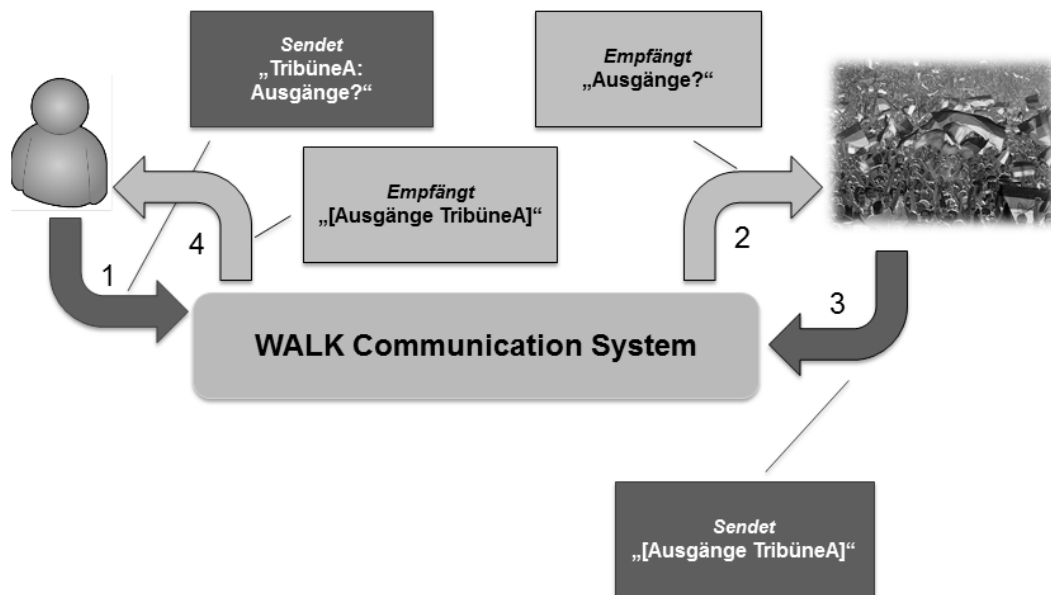 Sendet
„TribüneA:
Ausgänge?“
Empfängt
„Ausgänge?“
Empfängt
„[Ausgänge TribüneA]“
4
2
1
3
WALK Communication System
Sendet
„[Ausgänge TribüneA]“